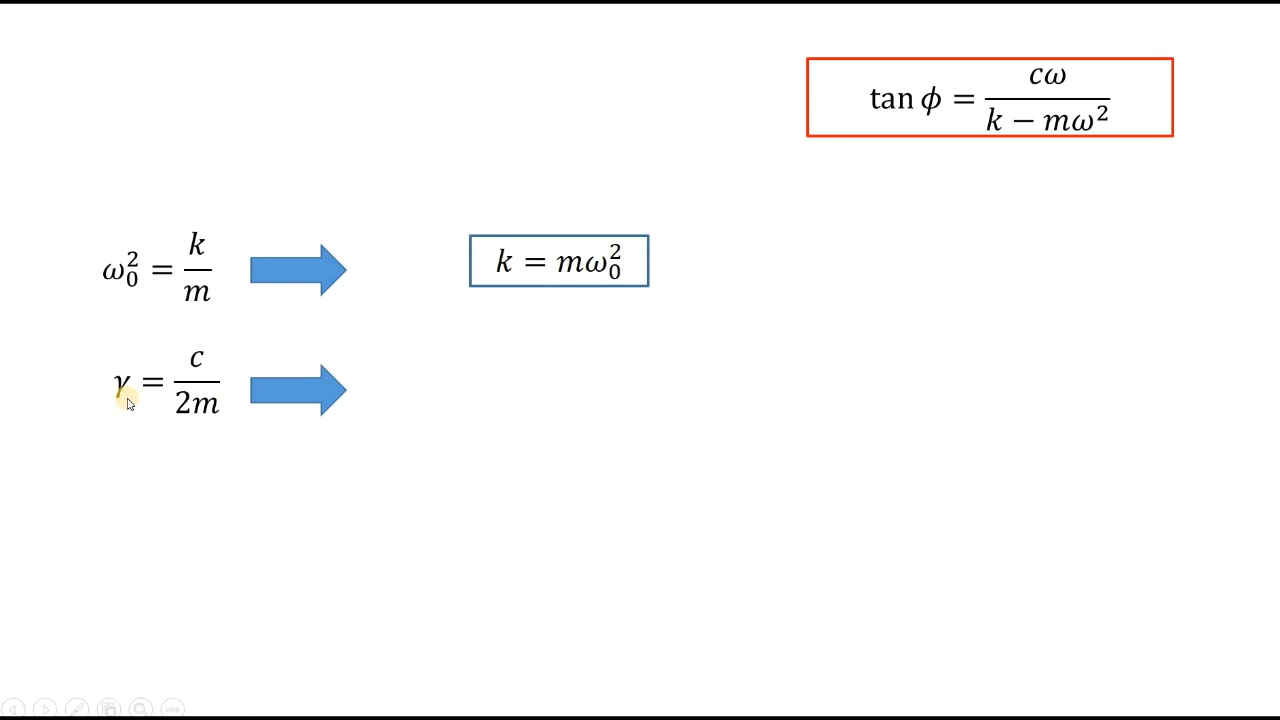 tan ϕ = cω / (k − mω²)
ω₀² = k / m
k = mω₀²
γ = c / 2m